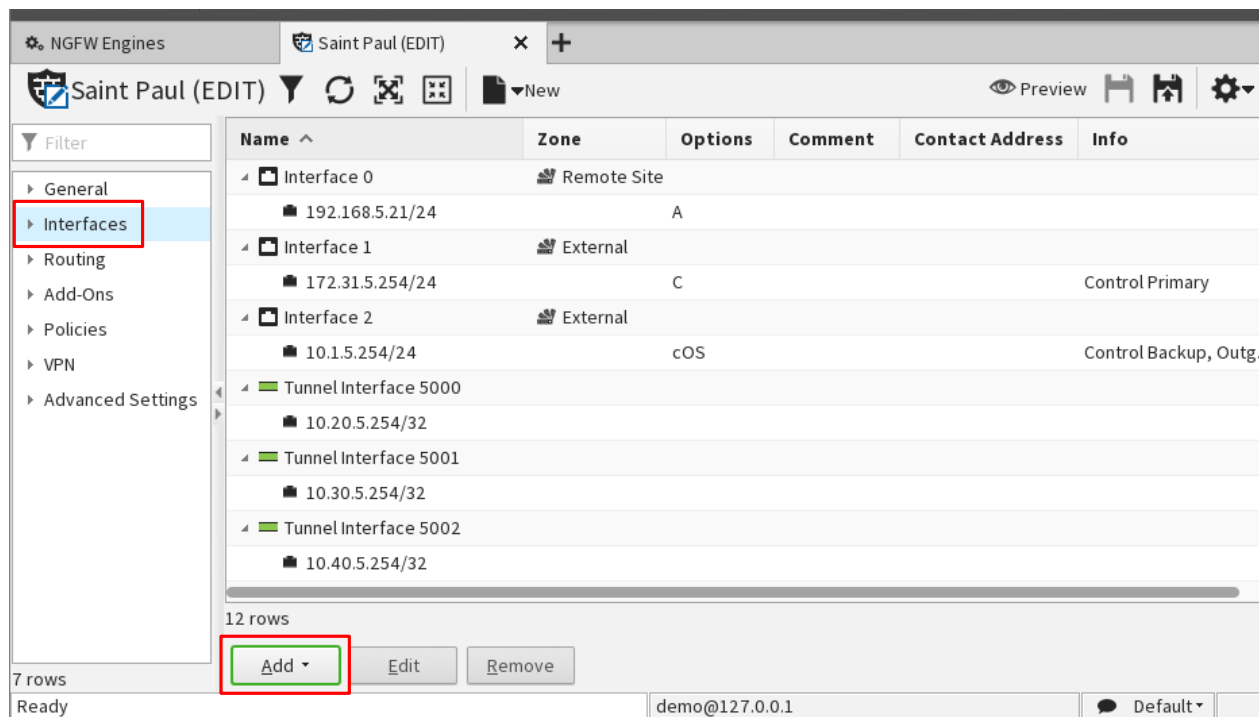 NGFW Engines
Saint Paul (EDIT)
Saint Paul (EDIT)
New
Preview
Filter
General
Interfaces
Routing
Add-Ons
Policies
VPN
Advanced Settings
7 rows
Name Zone Options Comment Contact Address Info
Interface 0 Remote Site
192.168.5.21/24 A
Interface 1 External
172.31.5.254/24 C Control Primary
Interface 2 External
10.1.5.254/24 cOS Control Backup, Outg.
Tunnel Interface 5000
10.20.5.254/32
Tunnel Interface 5001
10.30.5.254/32
Tunnel Interface 5002
10.40.5.254/32
12 rows
Add Edit Remove
Ready demo@127.0.0.1 Default